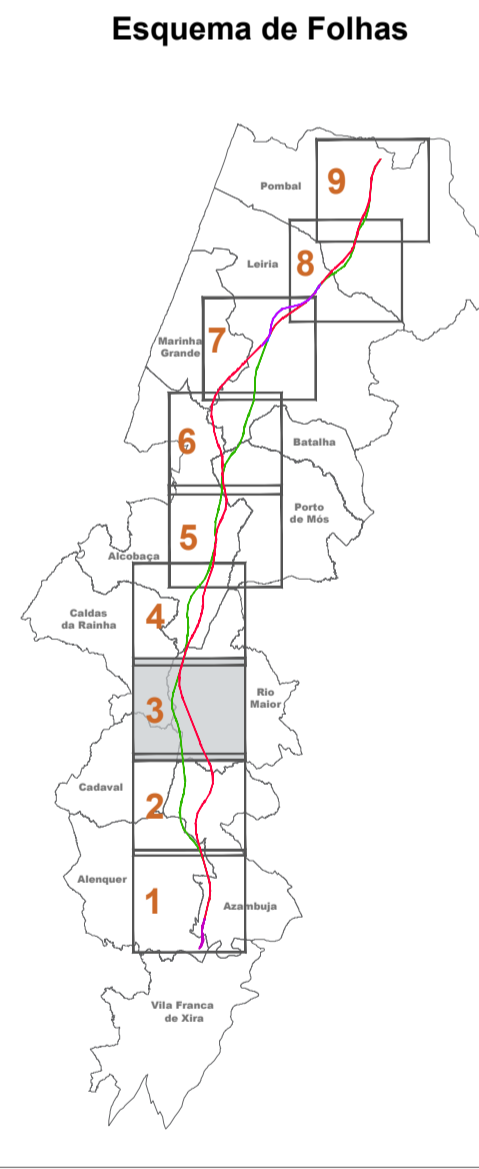 Esquema de Folhas
9
Pombal
8
Leiria
7
Marinha
Grande
6
Batalha
5
Porto
de Mós
Alcobaça
4
Caldas
da Rainha
3
Rio
Maior
Cadaval
2
Alenquer
1
Azambuja
Vila Franca
de Xira